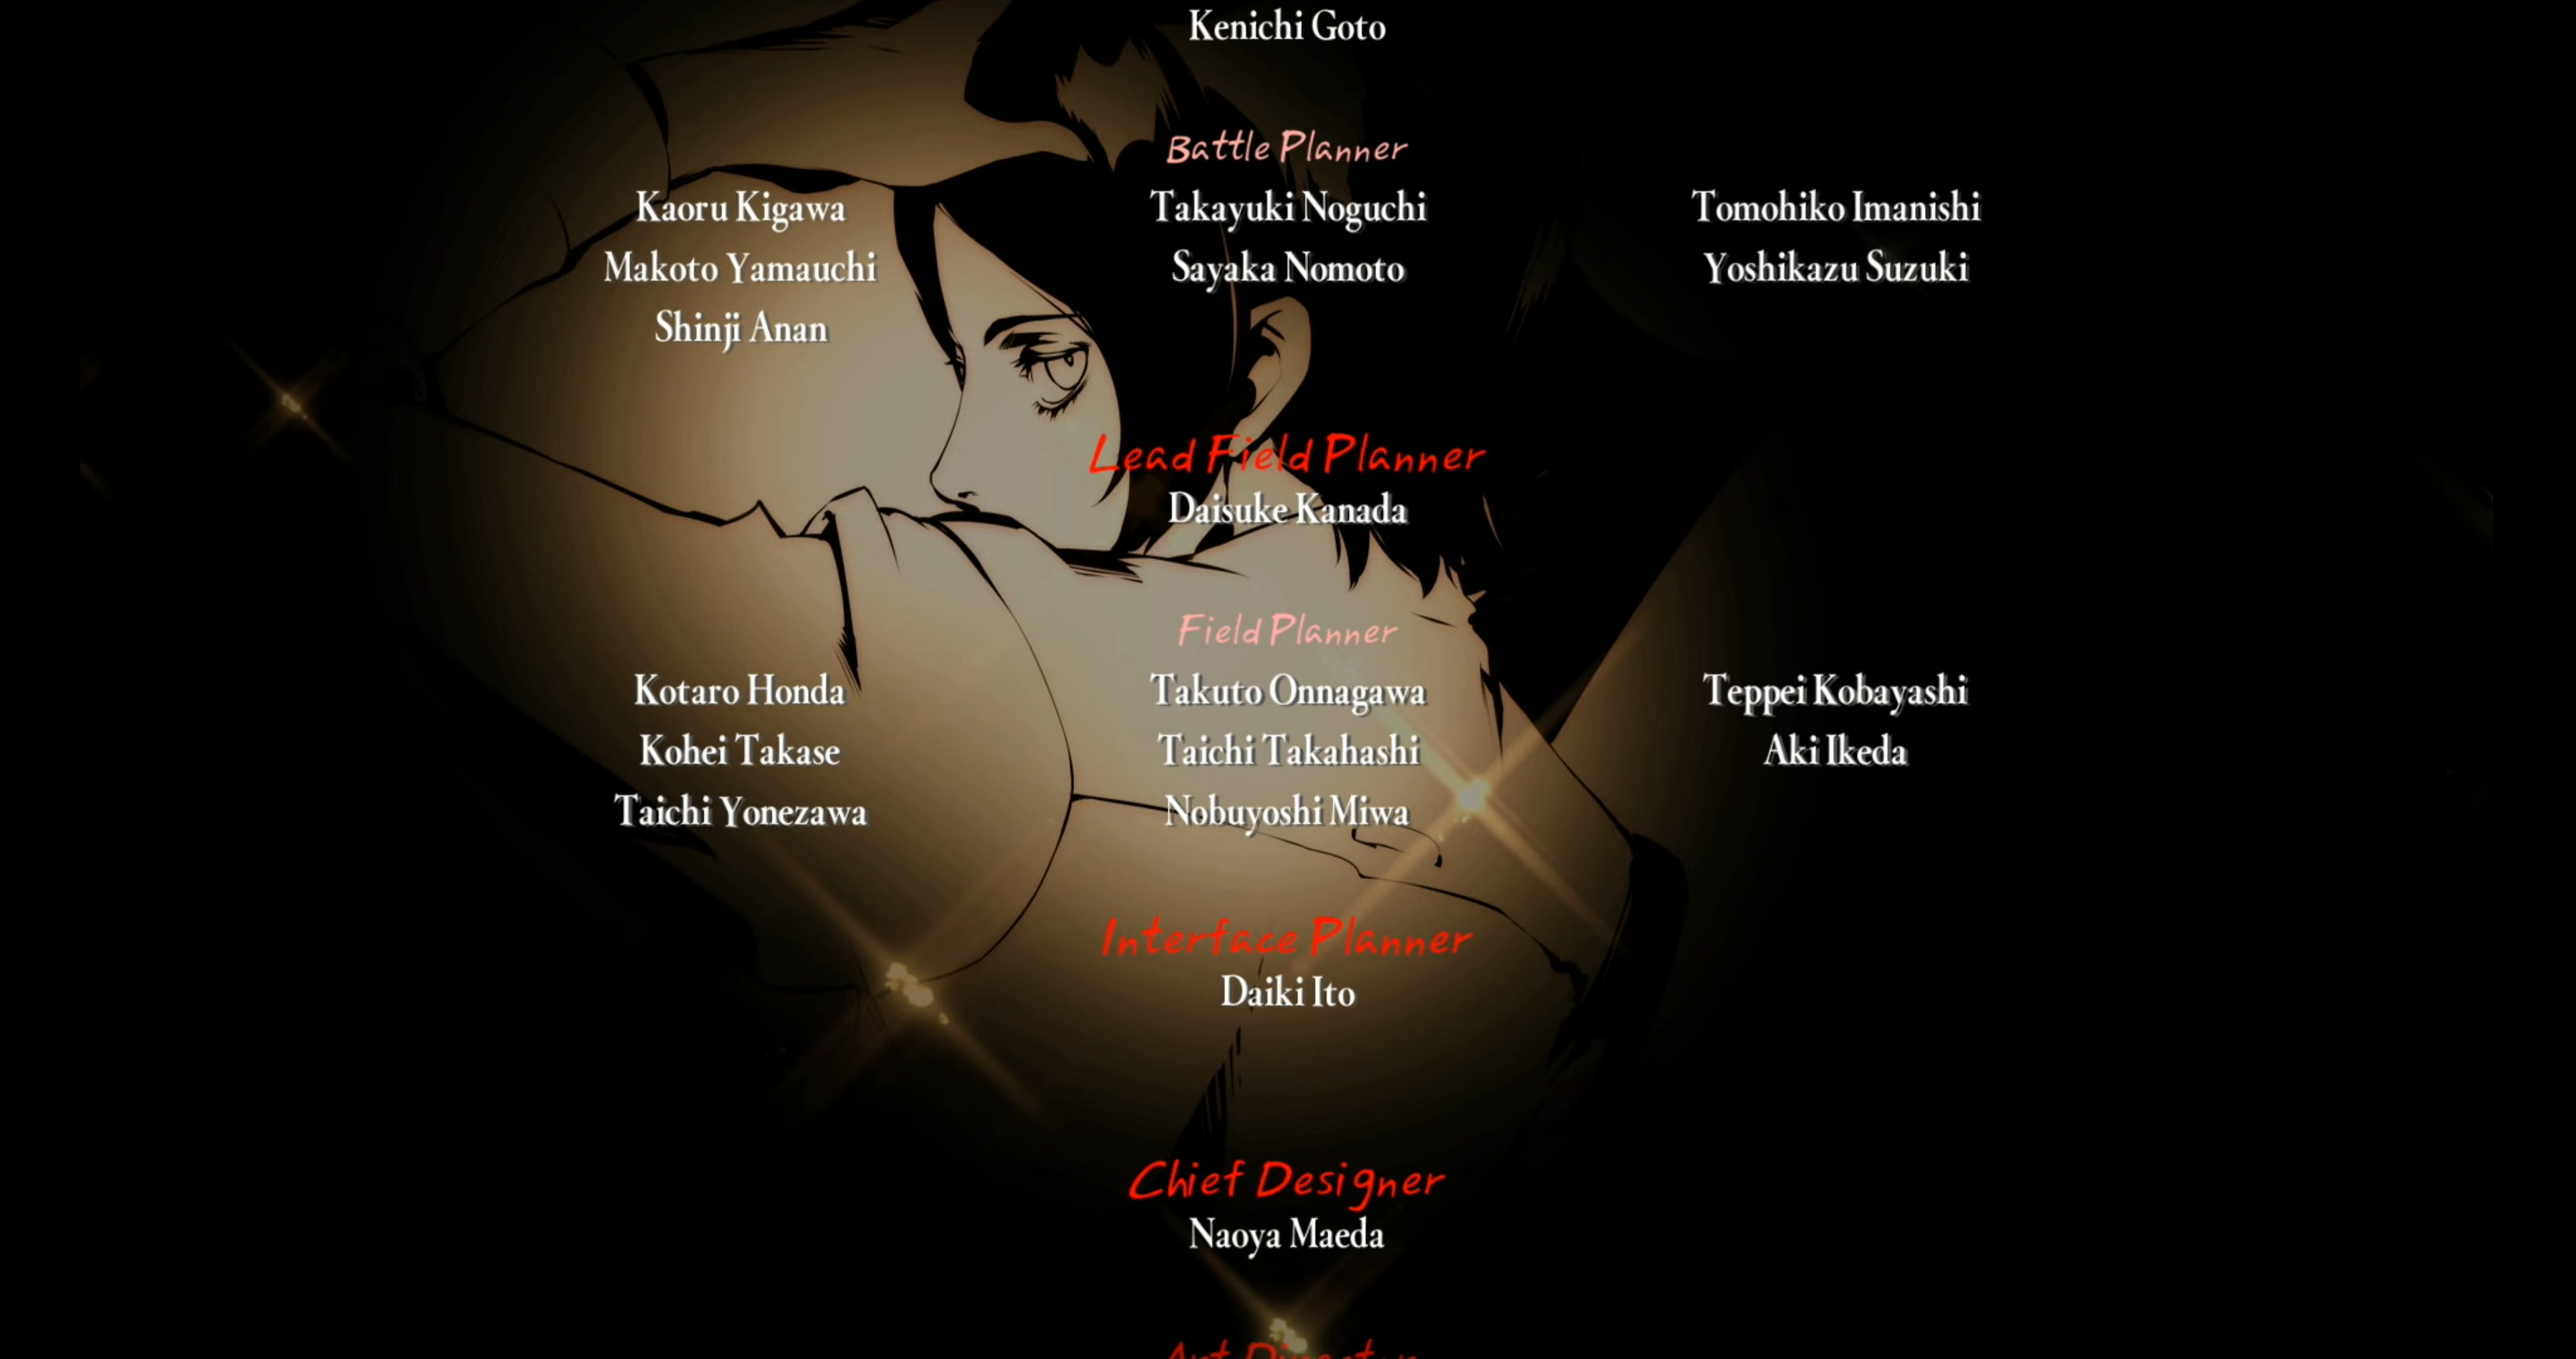 Kenichi Goto
Battle Planner
Kaoru Kigawa Takayuki Noguchi Tomohiko Imanishi
Makoto Yamauchi Sayaka Nomoto Yoshikazu Suzuki
Shinji Anan
Lead Field Planner
Daisuke Kanada
Field Planner
Kotaro Honda Takuto Onnagawa Teppei Kobayashi
Kohei Takase Taichi Takahashi Aki Ikeda
Taichi Yonezawa Nobuyoshi Miwa
Interface Planner
Daiki Ito
Chief Designer
Naoya Maeda
Art Director